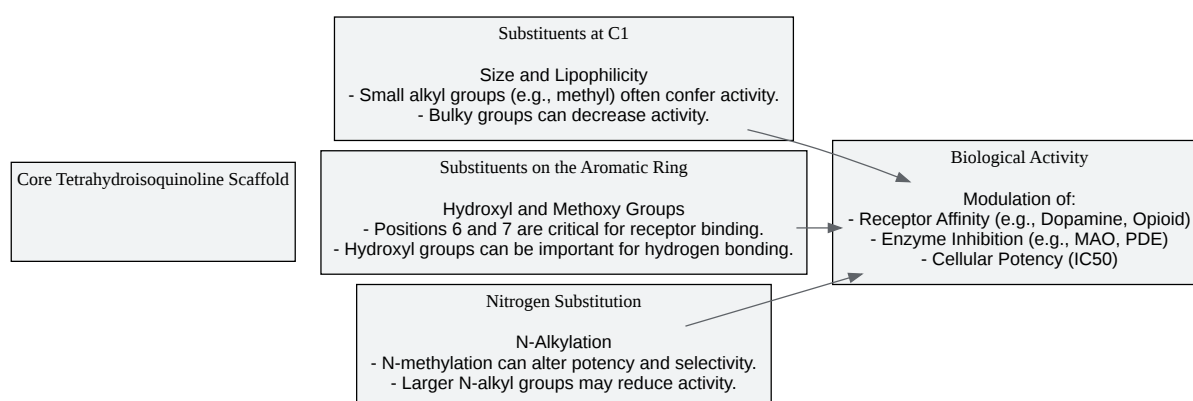 Core Tetrahydroisoquinoline Scaffold
Substituents at C1
Size and Lipophilicity
- Small alkyl groups (e.g., methyl) often confer activity.
- Bulky groups can decrease activity.
Substituents on the Aromatic Ring
Hydroxyl and Methoxy Groups
- Positions 6 and 7 are critical for receptor binding.
- Hydroxyl groups can be important for hydrogen bonding.
Nitrogen Substitution
N-Alkylation
- N-methylation can alter potency and selectivity.
- Larger N-alkyl groups may reduce activity.
Biological Activity
Modulation of:
- Receptor Affinity (e.g., Dopamine, Opioid)
- Enzyme Inhibition (e.g., MAO, PDE)
- Cellular Potency (IC50)